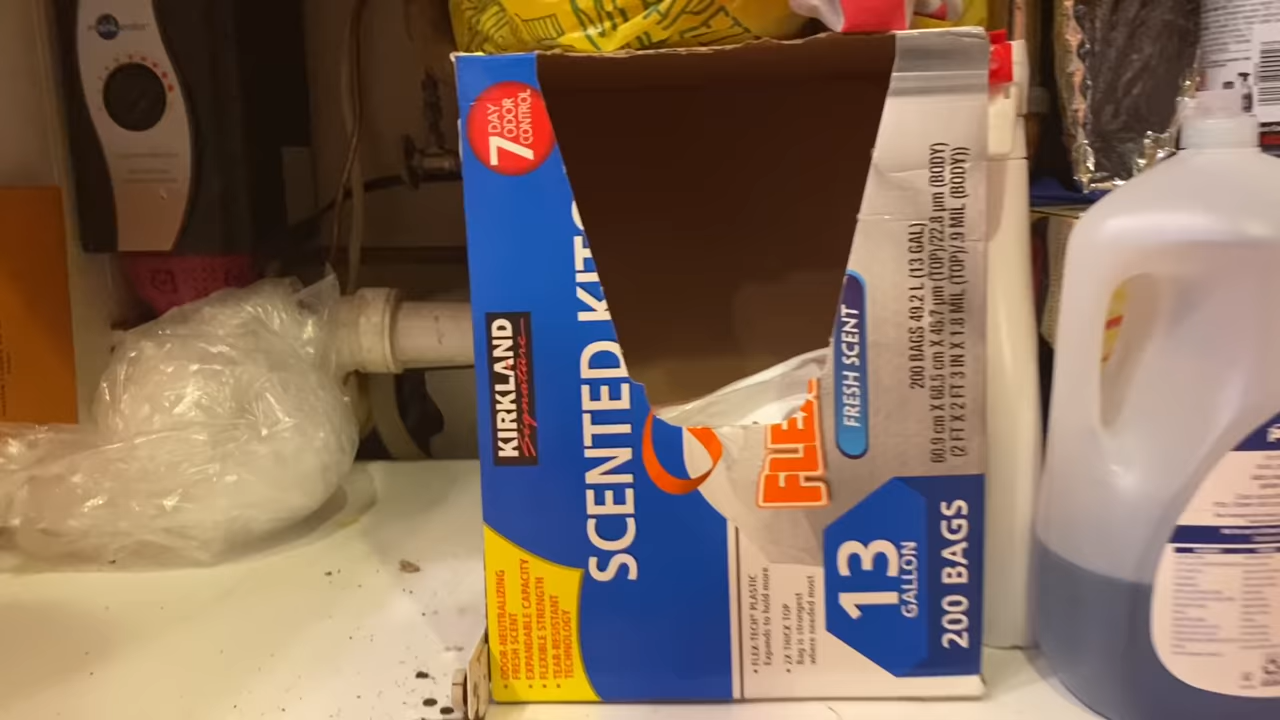 7 DAY
ODOR
CONTROL
KIRKLAND
Signature
SCENTED
FLEX
FRESH SCENT
200 BAGS 49.2 L (13 GAL)
60.9 cm X 68.5 cm X 45.7 µm (TOP)/22.8 µm (BODY)
(2 FT X 2 FT 3 IN X 1.8 MIL (TOP)/.9 MIL (BODY))
• ODOR-NEUTRALIZING
FRESH SCENT
• EXPANDABLE CAPACITY
• FLEXIBLE STRENGTH
• TEAR-RESISTANT
TECHNOLOGY
• FLEX-TECH® PLASTIC
Expands to hold more
• 2X THICK TOP
Bag is strongest
where needed most
13
GALLON
200 BAGS